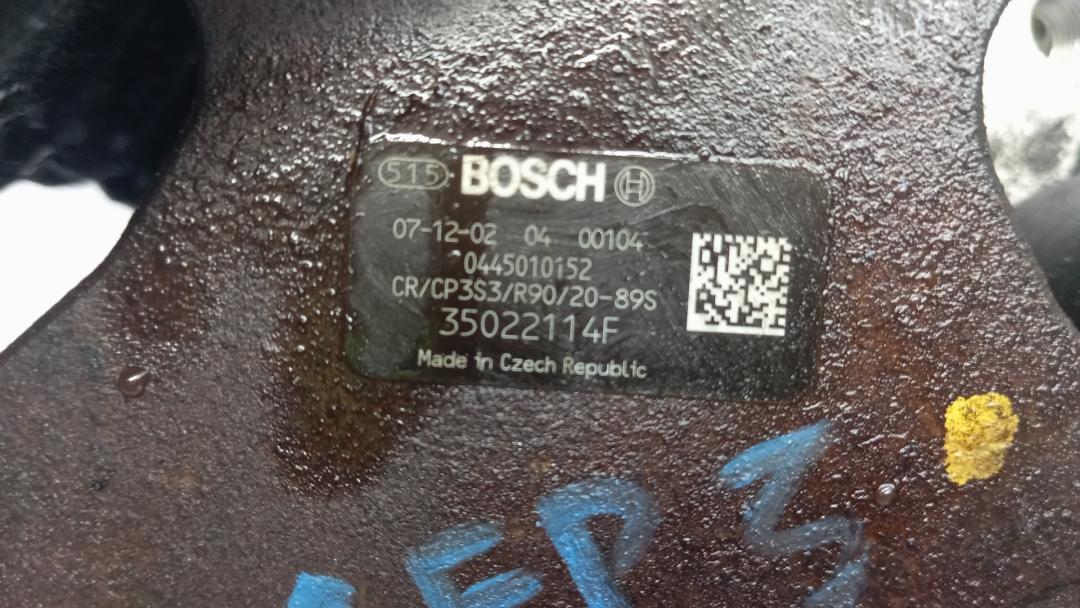 515 BOSCH
07-12-02 04 00104
0445010152
CR/CP3S3/R90/20-89S
35022114F
Made in Czech Republic